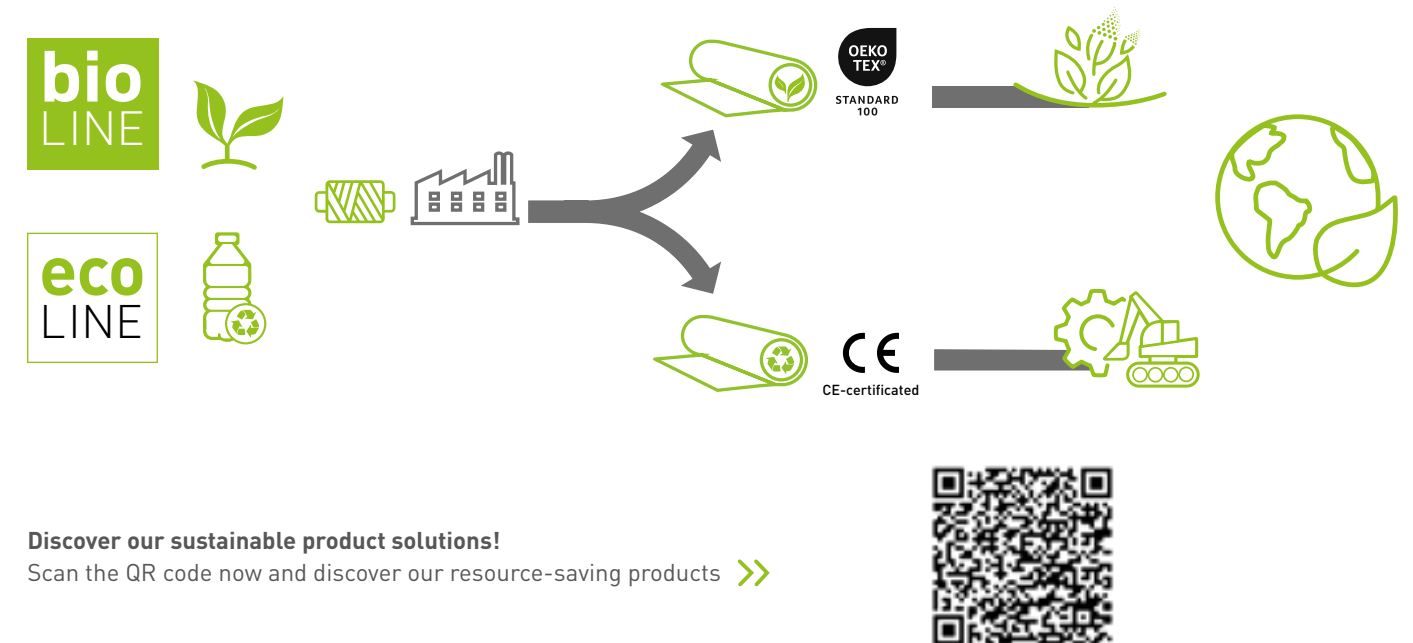 bio
LINE
OEKO
TEX®
STANDARD
100
eco
LINE
CE
CE-certificated
Discover our sustainable product solutions!
Scan the QR code now and discover our resource-saving products